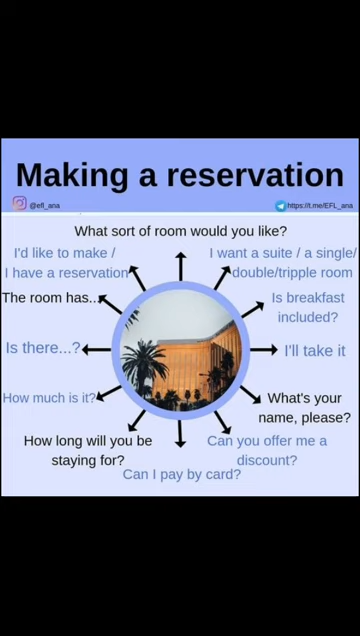 Making a reservation
@efl_ana
https://t.me/EFL_ana
What sort of room would you like?
I'd like to make /
I have a reservation
I want a suite / a single/
double/tripple room
The room has...
Is breakfast
included?
Is there...?
I'll take it
How much is it?
What's your
name, please?
How long will you be
staying for?
Can you offer me a
discount?
Can I pay by card?